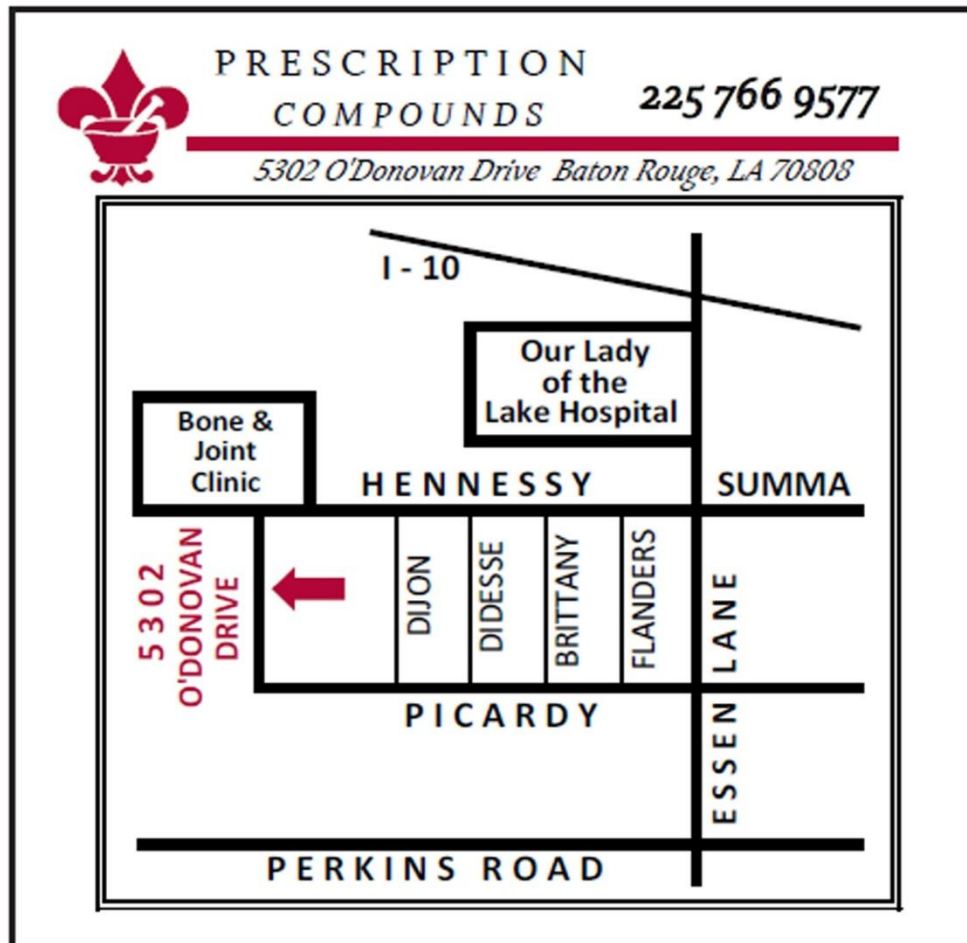 PRESCRIPTION
COMPOUNDS
225 766 9577
5302 O'Donovan Drive Baton Rouge, LA 70808
I - 10
Our Lady
of the
Lake Hospital
Bone &
Joint
Clinic
HENNESSY
SUMMA
5302
O'DONOVAN
DRIVE
DIJON
DIDESSE
BRITTANY
FLANDERS
ESSEN LANE
PICARDY
PERKINS ROAD